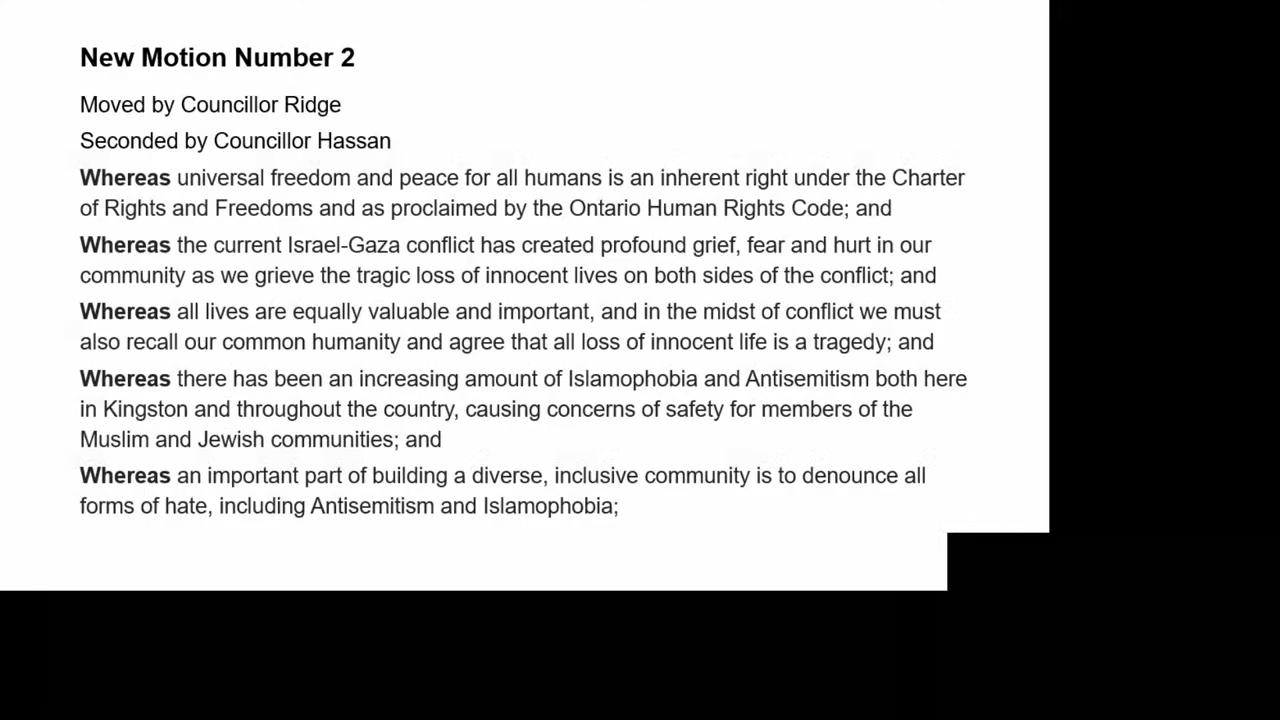 New Motion Number 2
Moved by Councillor Ridge
Seconded by Councillor Hassan
Whereas universal freedom and peace for all humans is an inherent right under the Charter
of Rights and Freedoms and as proclaimed by the Ontario Human Rights Code; and
Whereas the current Israel-Gaza conflict has created profound grief, fear and hurt in our
community as we grieve the tragic loss of innocent lives on both sides of the conflict; and
Whereas all lives are equally valuable and important, and in the midst of conflict we must
also recall our common humanity and agree that all loss of innocent life is a tragedy; and
Whereas there has been an increasing amount of Islamophobia and Antisemitism both here
in Kingston and throughout the country, causing concerns of safety for members of the
Muslim and Jewish communities; and
Whereas an important part of building a diverse, inclusive community is to denounce all
forms of hate, including Antisemitism and Islamophobia;